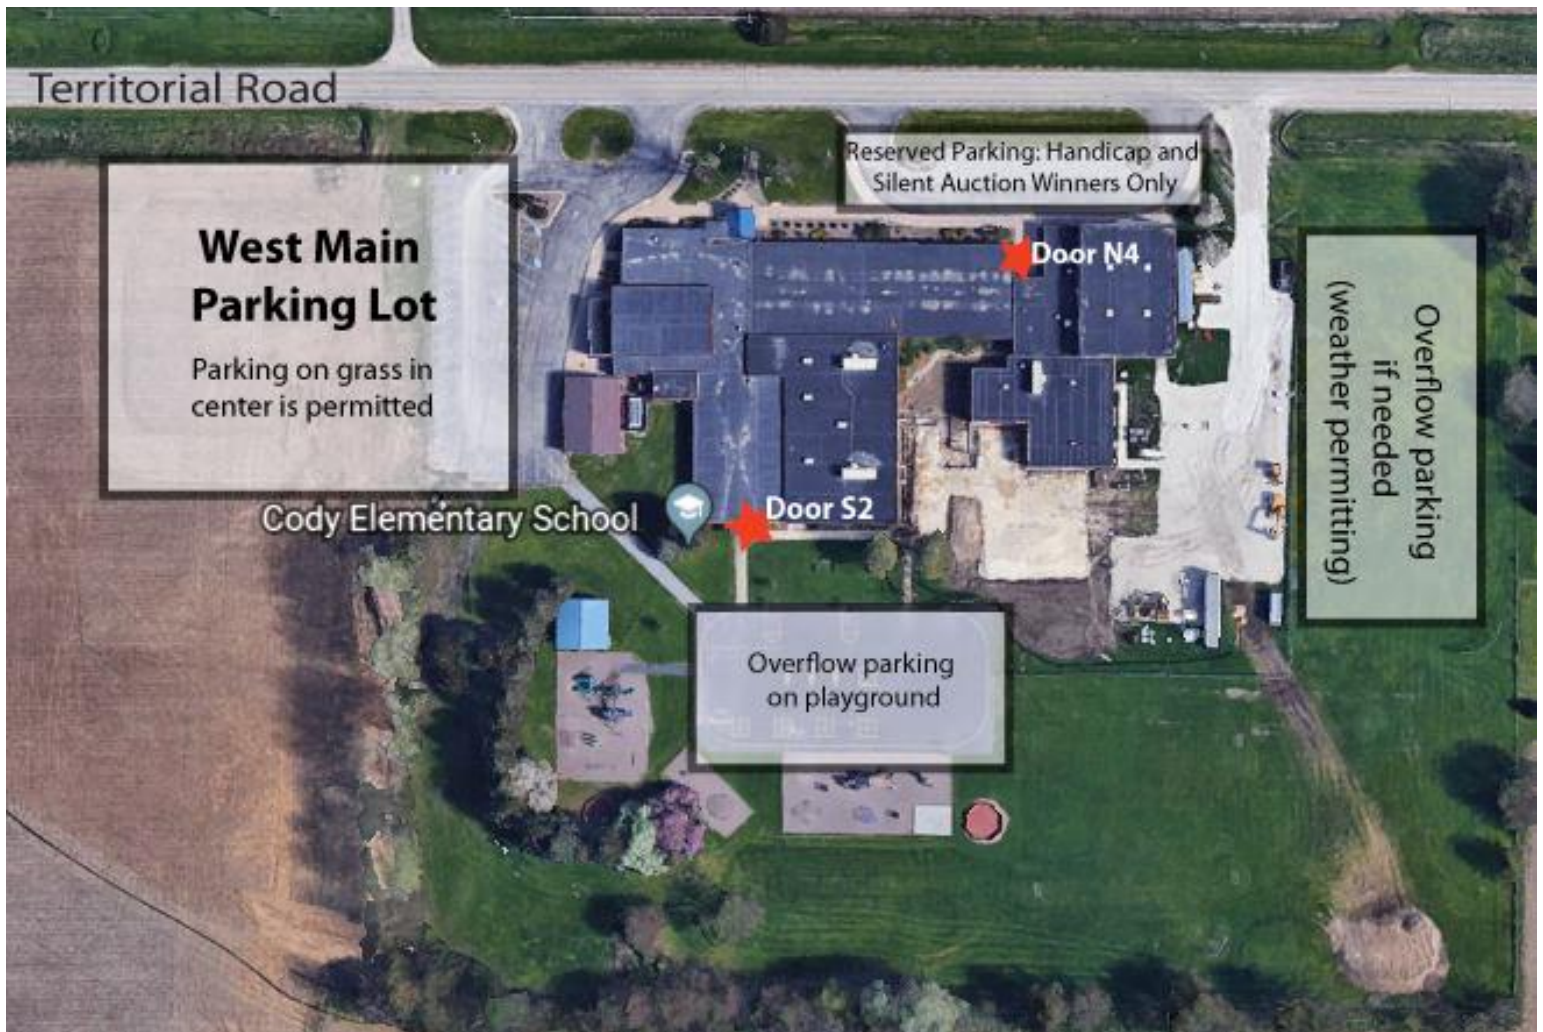 Territorial Road
Reserved Parking: Handicap and
Silent Auction Winners Only
West Main
Parking Lot
Parking on grass in
center is permitted
Door N4
Overflow parking
if needed
(weather permitting)
Cody Elementary School
Door S2
Overflow parking
on playground